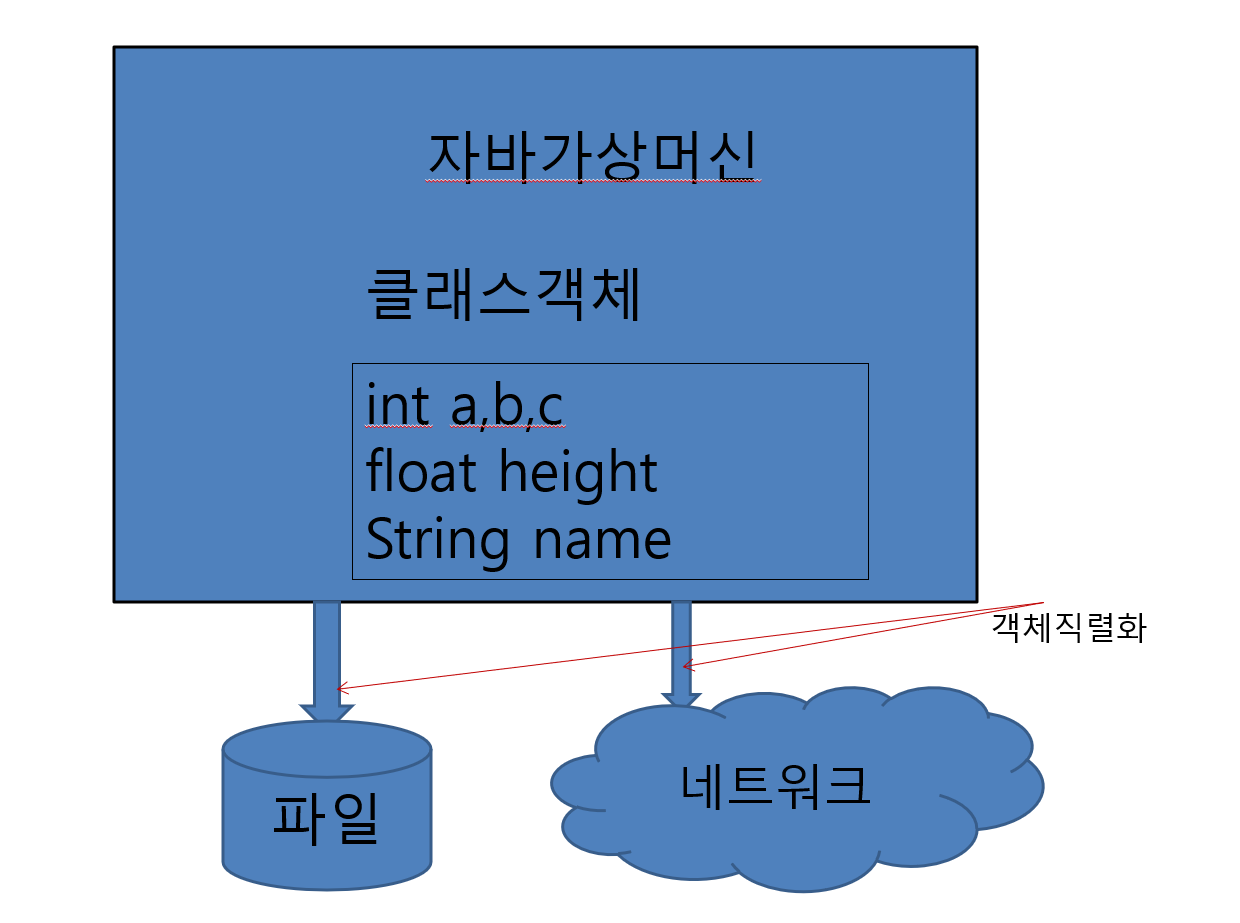 자바가상머신
클래스객체
int a,b,c
float height
String name
객체직렬화
파일
네트워크